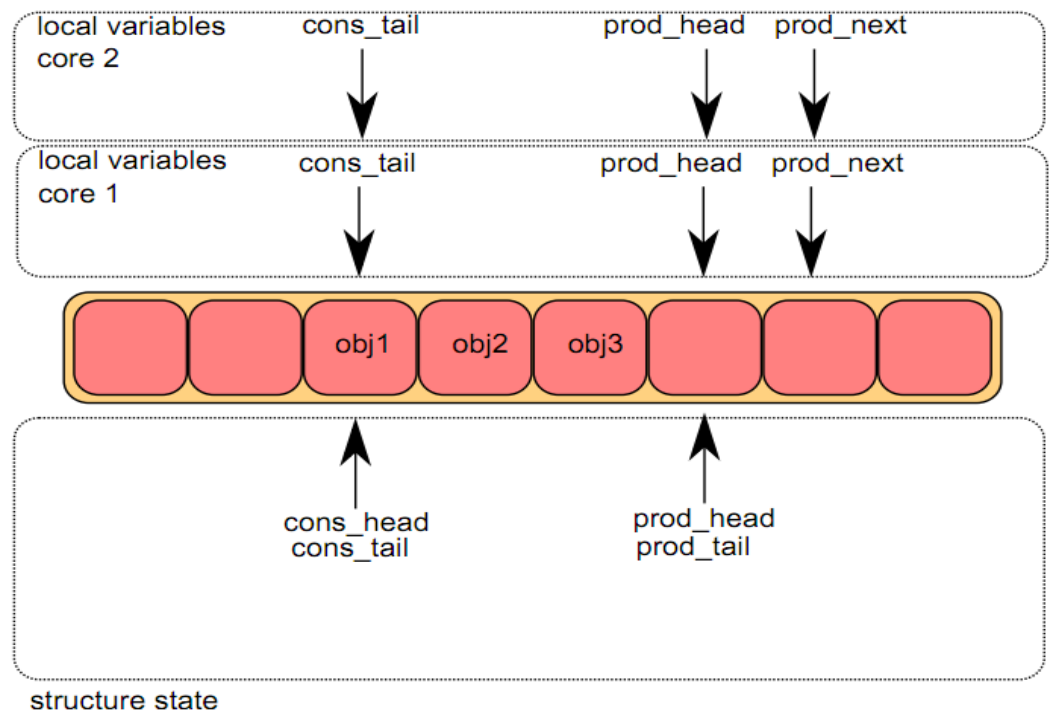 local variables
core 2
cons_tail
prod_head
prod_next
local variables
core 1
cons_tail
prod_head
prod_next
obj1
obj2
obj3
cons_head
cons_tail
prod_head
prod_tail
structure state